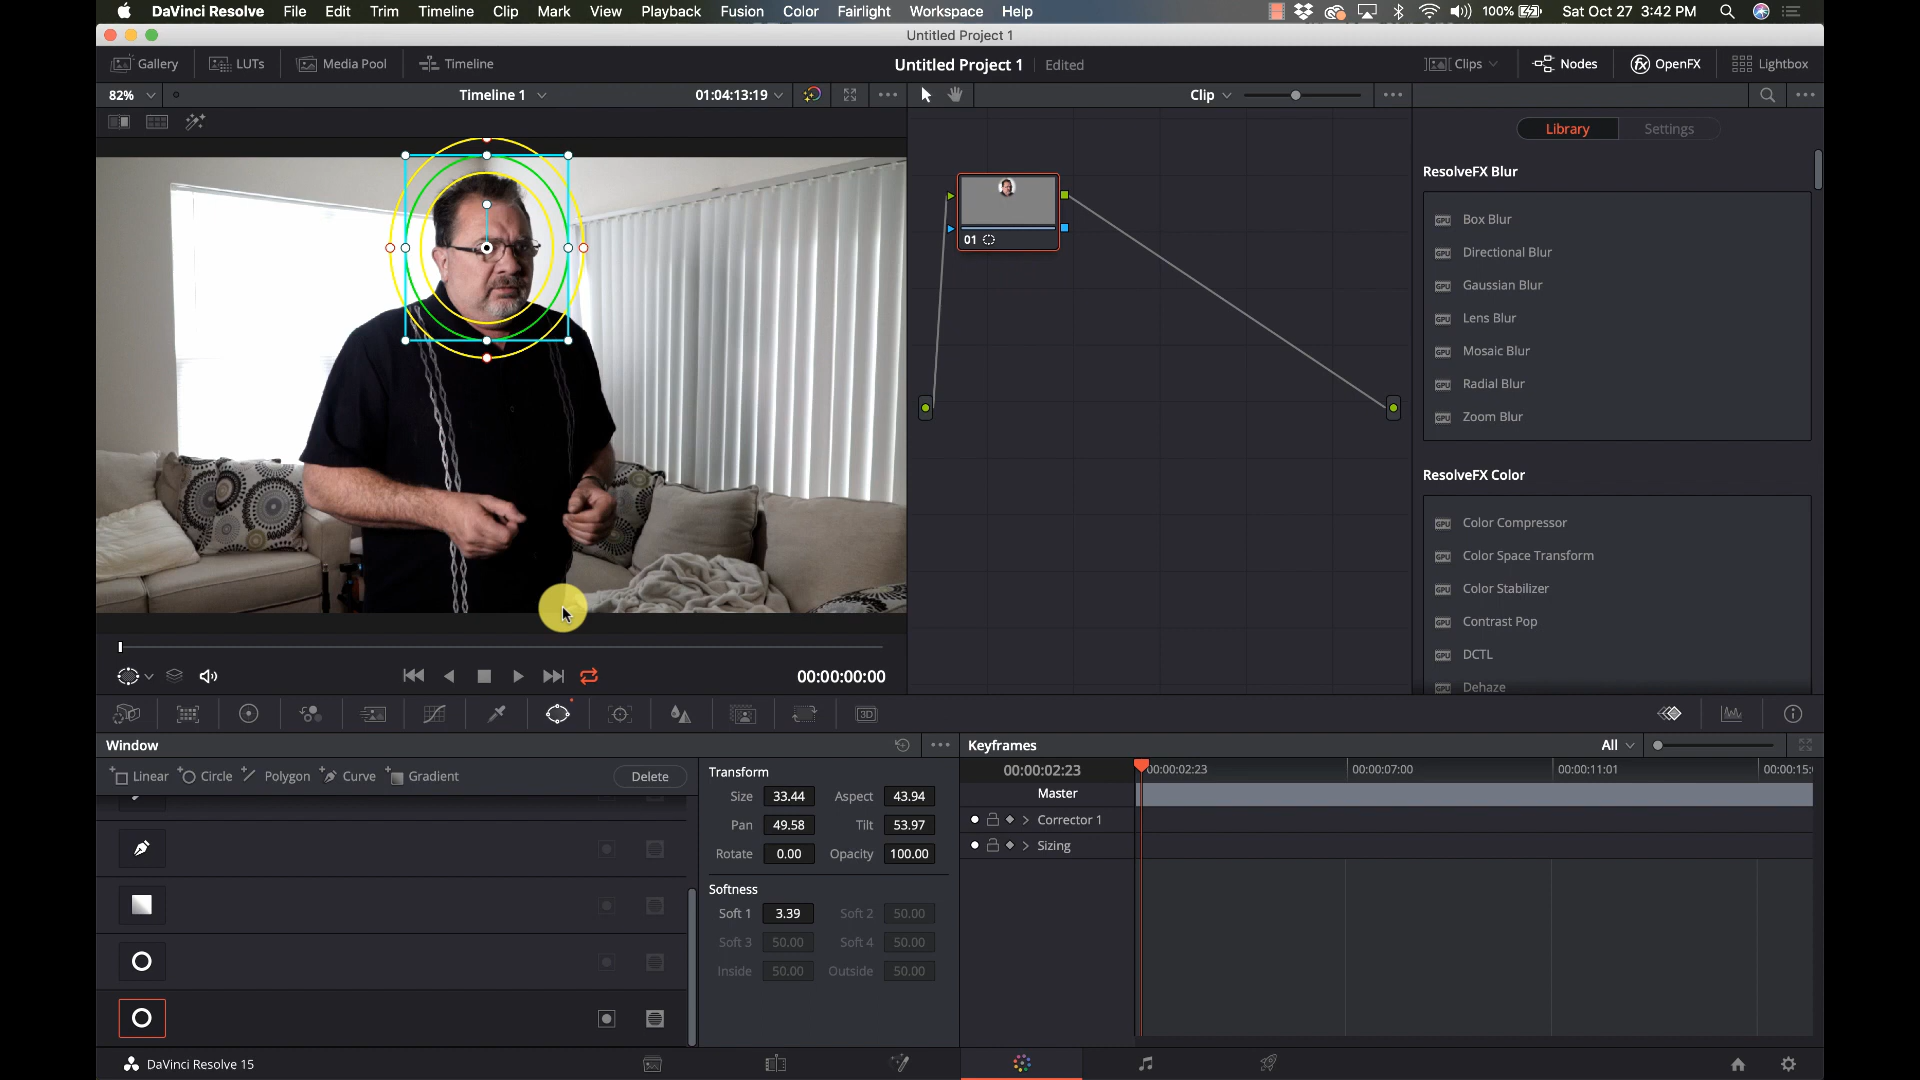 DaVinci Resolve File Edit Trim Timeline Clip Mark View Playback Fusion Color Fairlight Workspace Help 100% Sat Oct 27 3:42 PM
Untitled Project 1
Gallery LUTs Media Pool Timeline Untitled Project 1 Edited Clips Nodes OpenFX Lightbox
82% Timeline 1 01:04:13:19 Clip
Library Settings
ResolveFX Blur
Box Blur
Directional Blur
Gaussian Blur
Lens Blur
Mosaic Blur
Radial Blur
Zoom Blur
01
ResolveFX Color
Color Compressor
Color Space Transform
Color Stabilizer
Contrast Pop
DCTL
Dehaze
00:00:00:00
3D
Window Keyframes All
Linear Circle Polygon Curve Gradient Delete
Transform
Size 33.44 Aspect 43.94
Pan 49.58 Tilt 53.97
Rotate 0.00 Opacity 100.00
Softness
Soft 1 3.39 Soft 2 50.00
Soft 3 50.00 Soft 4 50.00
Inside 50.00 Outside 50.00
00:00:02:23 00:00:02:23 00:00:07:00 00:00:11:01 00:00:15:
Master
Corrector 1
Sizing
DaVinci Resolve 15